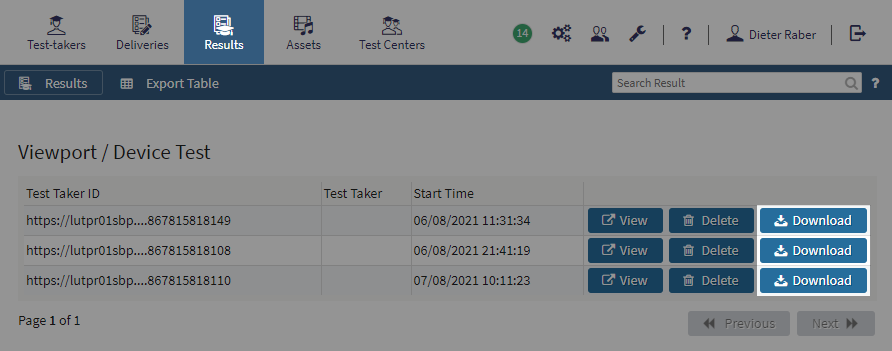 Test-takers Deliveries Results Assets Test Centers 14 ? Dieter Raber
Results Export Table Search Result ?
Viewport / Device Test
Test Taker ID Test Taker Start Time
https://lutpr01sbp....867815818149 06/08/2021 11:31:34 View Delete Download
https://lutpr01sbp....867815818108 06/08/2021 21:41:19 View Delete Download
https://lutpr01sbp....867815818110 07/08/2021 10:11:23 View Delete Download
Page 1 of 1 Previous Next